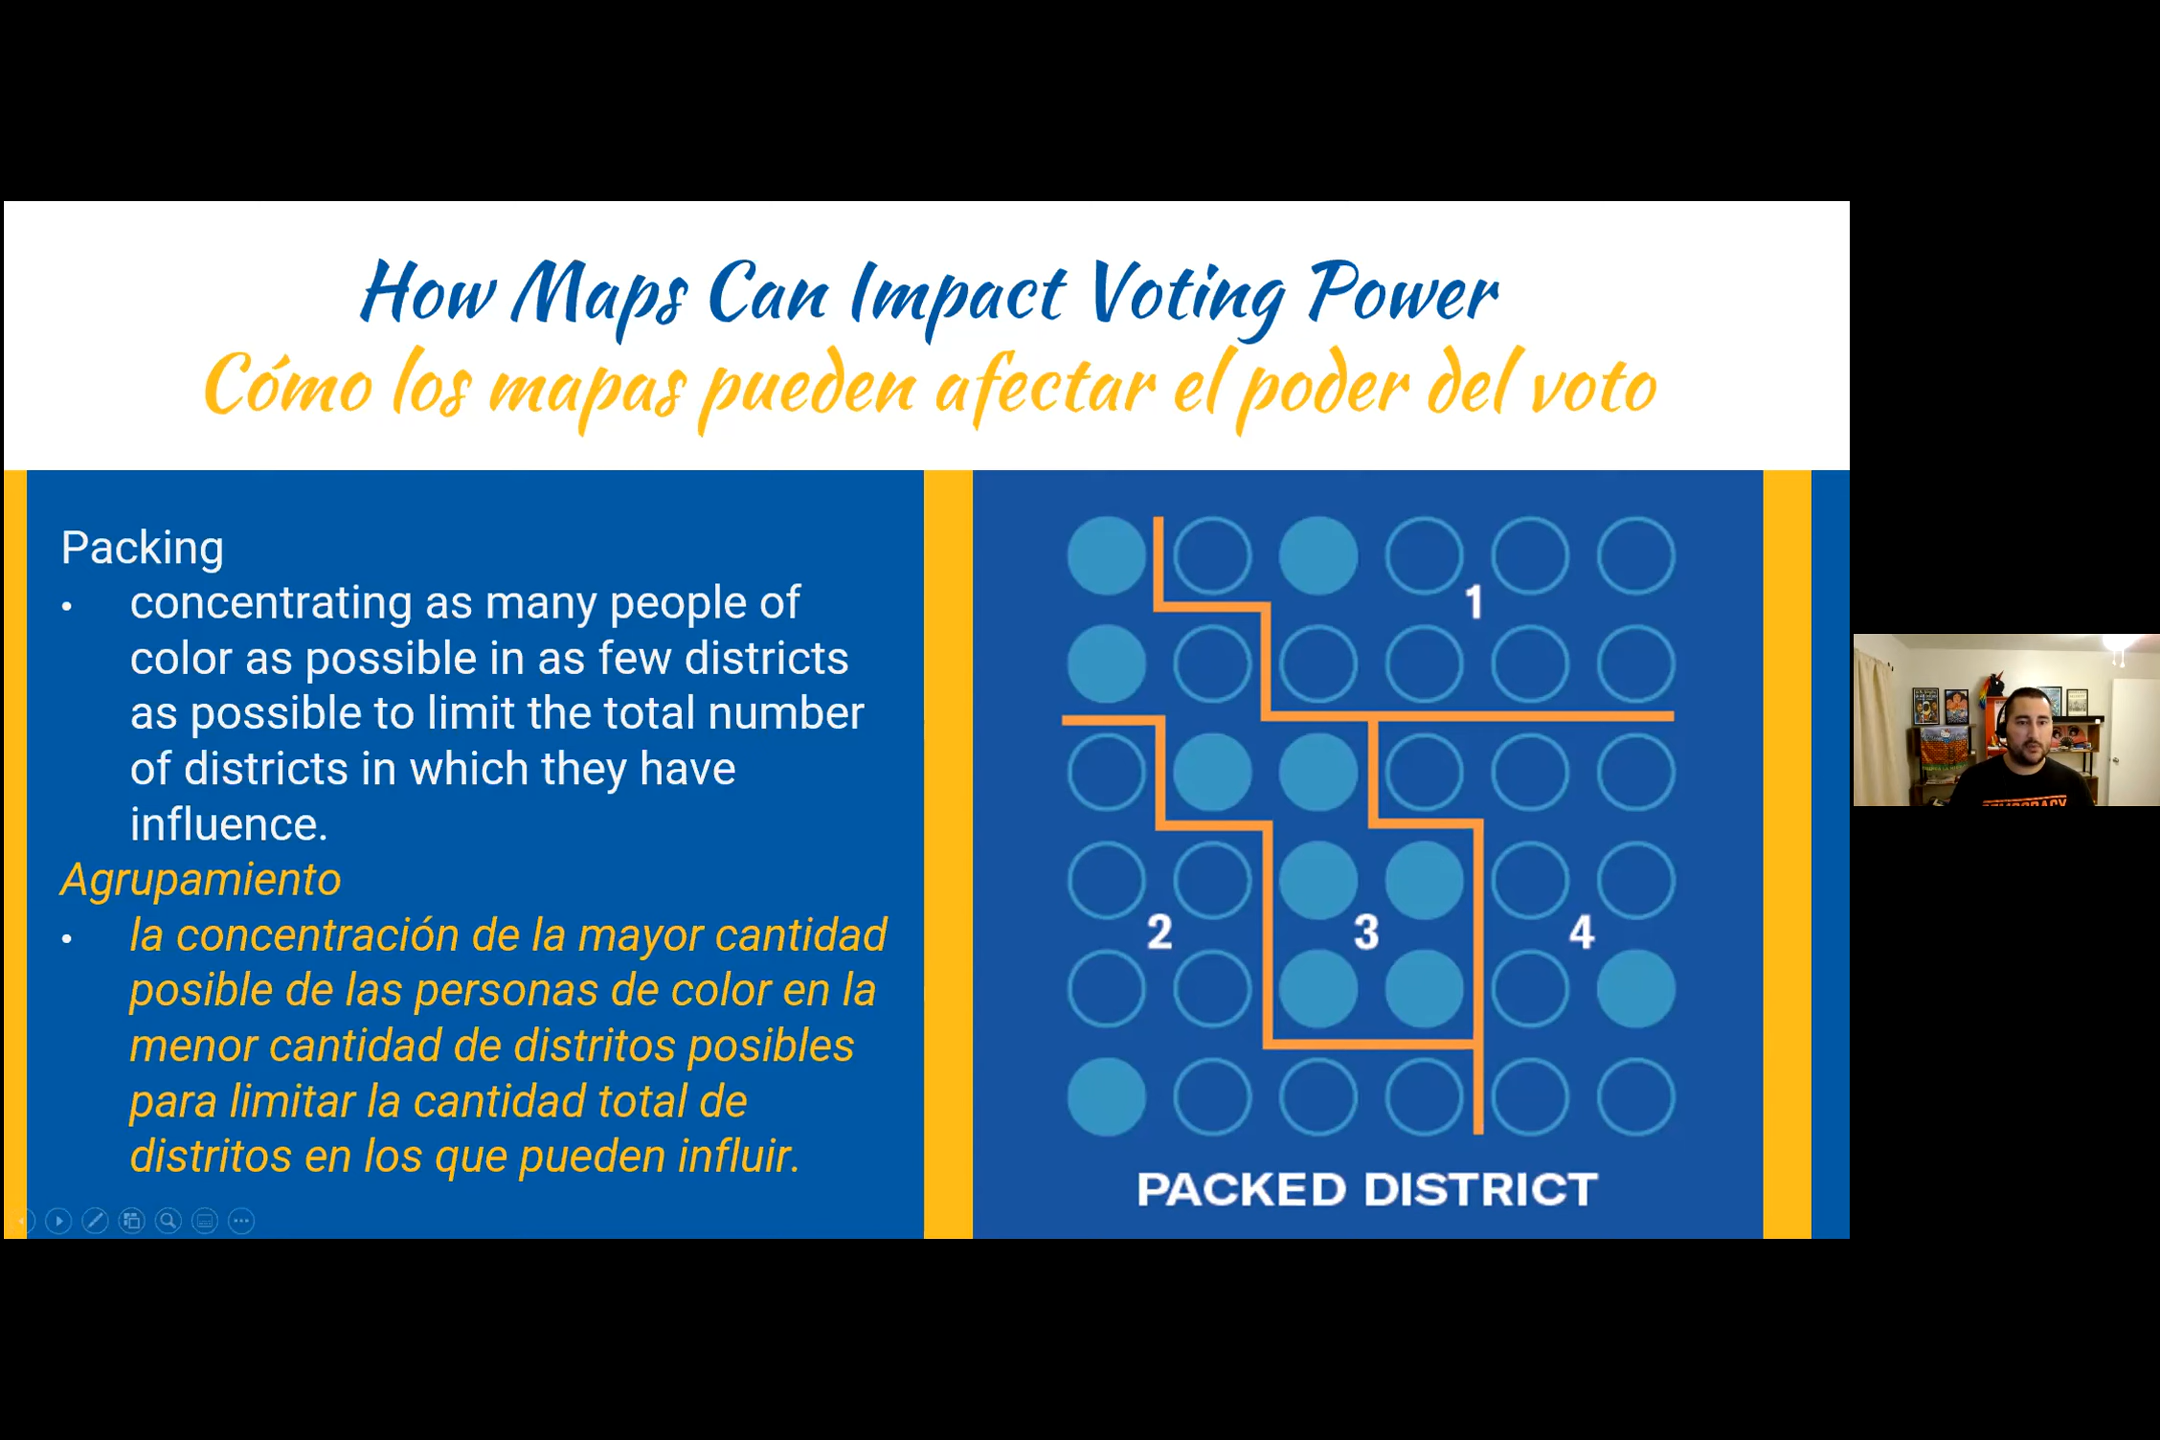 How Maps Can Impact Voting Power
Cómo los mapas pueden afectar el poder del voto
Packing
• concentrating as many people of
color as possible in as few districts
as possible to limit the total number
of districts in which they have
influence.
Agrupamiento
• la concentración de la mayor cantidad
posible de las personas de color en la
menor cantidad de distritos posibles
para limitar la cantidad total de
distritos en los que pueden influir.
1
2
3
4
PACKED DISTRICT
DEMOCRACY